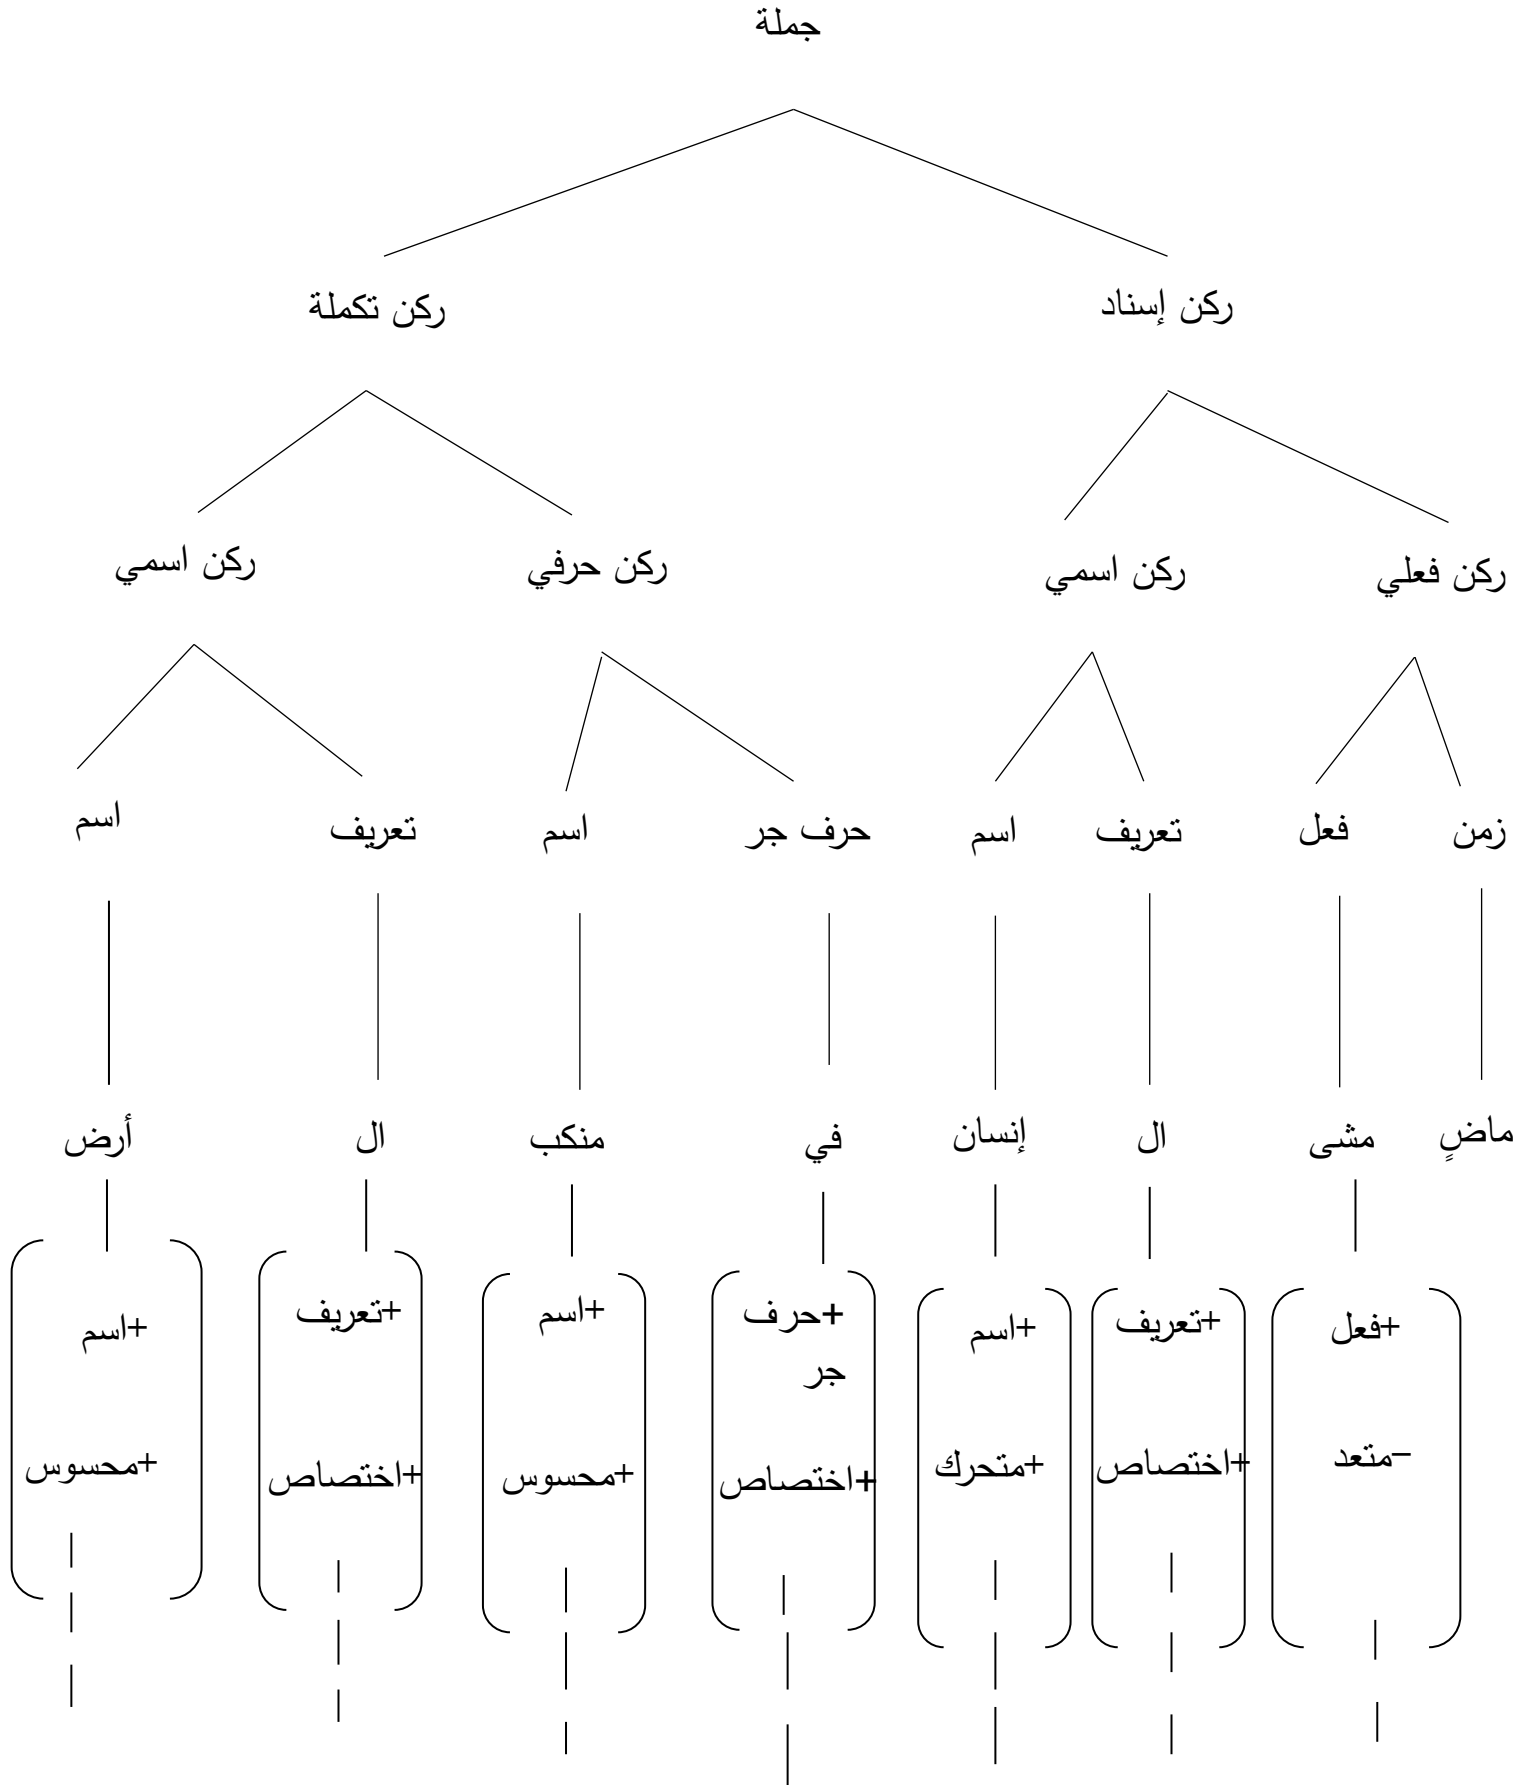 جملة
ركن إسناد
ركن تكملة
ركن فعلي
ركن اسمي
ركن حرفي
ركن اسمي
زمن
فعل
تعريف
اسم
حرف جر
اسم
تعريف
اسم
ماضٍ
مشى
ال
إنسان
في
منكب
ال
أرض
+فعل
−متعد
+تعريف
+اختصاص
+اسم
+متحرك
+حرف
جر
+اختصاص
+اسم
+محسوس
+تعريف
+اختصاص
+اسم
+محسوس